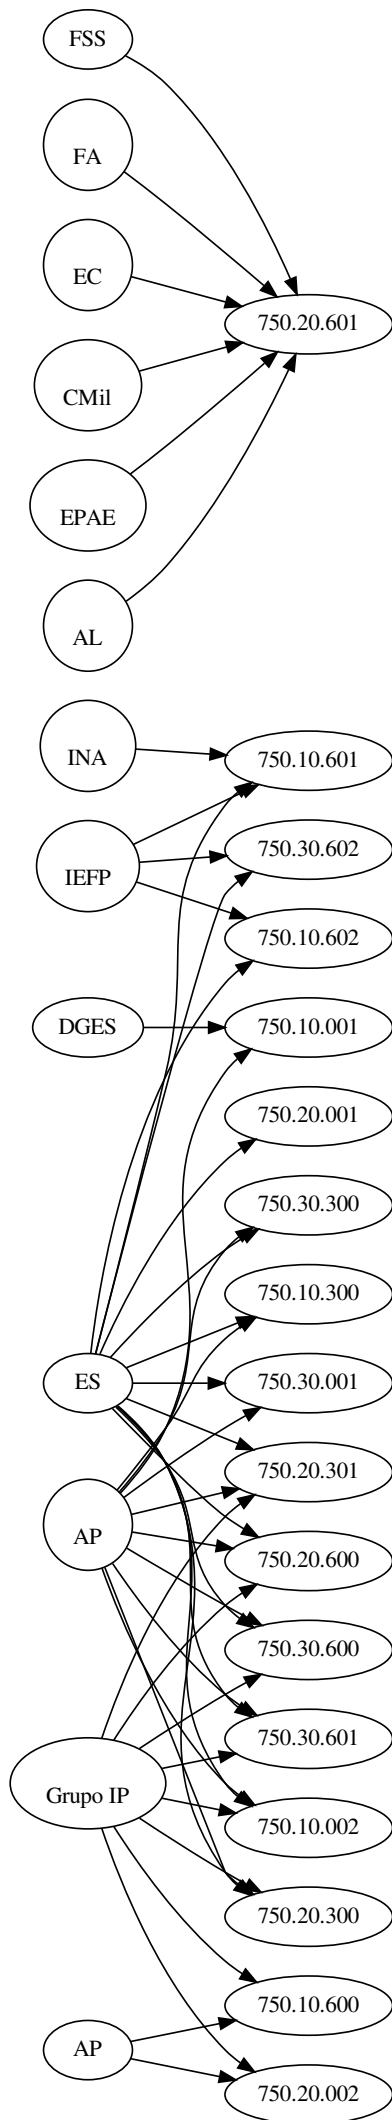 FSS
FA
EC
750.20.601
CMil
EPAE
AL
INA
750.10.601
750.30.602
IEFP
750.10.602
DGES
750.10.001
750.20.001
750.30.300
750.10.300
ES
750.30.001
750.20.301
AP
750.20.600
750.30.600
750.30.601
Grupo IP
750.10.002
750.20.300
750.10.600
AP
750.20.002